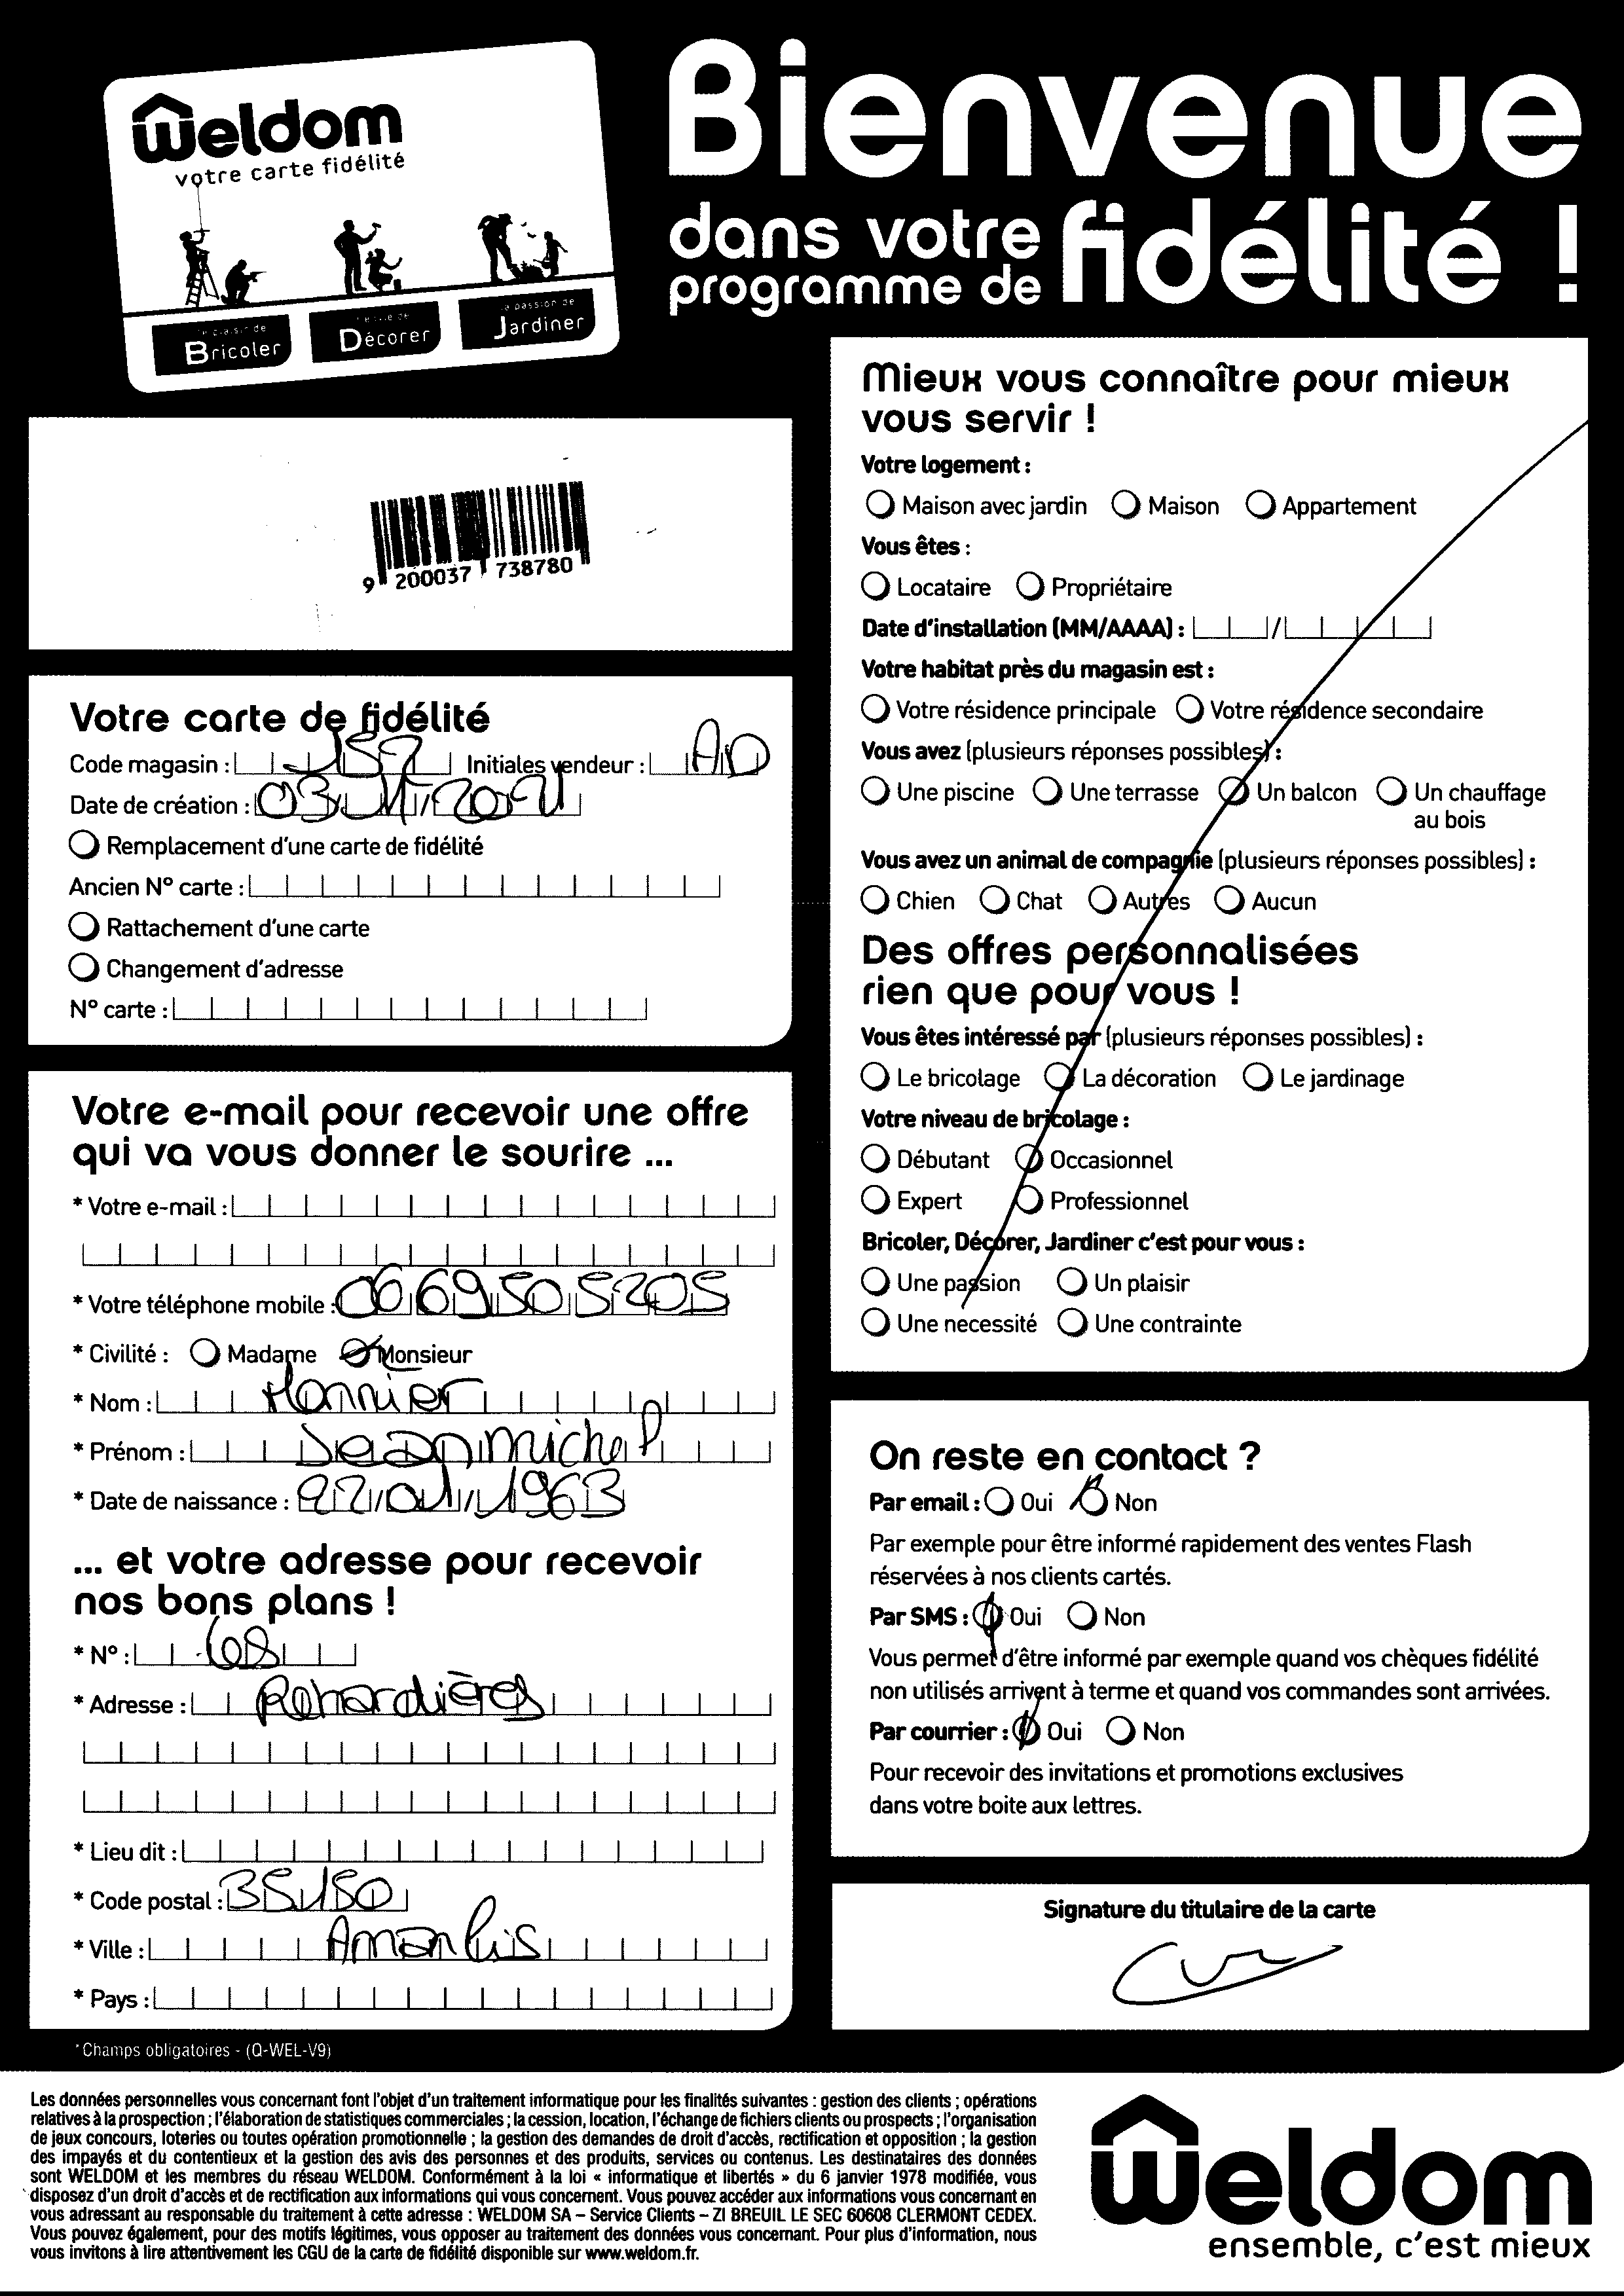 Weldom
votre carte fidélité
le plaisir de
Bricoler
Décorer
la passion de
Jardiner
Bienvenue
dans votre
programme de fidélité !
9 200037 738780
Votre carte de fidélité
Code magasin : 157 Initiales vendeur : AD
Date de création :
Remplacement d'une carte de fidélité
Ancien N° carte :
Rattachement d'une carte
Changement d'adresse
N° carte :
Votre e-mail pour recevoir une offre
qui va vous donner le sourire ...
* Votre e-mail :
* Votre téléphone mobile : 06 69 50 52 05
* Civilité : Madame Monsieur
* Nom :
* Prénom : Jean michel
* Date de naissance : 1963
... et votre adresse pour recevoir
nos bons plans !
* N° : 68
* Adresse :
* Lieu dit :
* Code postal : 35150
* Ville : Amanlis
* Pays :
* Champs obligatoires - (Q-WEL-V9)
Mieux vous connaître pour mieux
vous servir !
Votre logement :
Maison avec jardin Maison Appartement
Vous êtes :
Locataire Propriétaire
Date d'installation (MM/AAAA) : /
Votre habitat près du magasin est :
Votre résidence principale Votre résidence secondaire
Vous avez (plusieurs réponses possibles) :
Une piscine Une terrasse Un balcon Un chauffage
au bois
Vous avez un animal de compagnie (plusieurs réponses possibles) :
Chien Chat Autres Aucun
Des offres personnalisées
rien que pour vous !
Vous êtes intéressé par (plusieurs réponses possibles) :
Le bricolage La décoration Le jardinage
Votre niveau de bricolage :
Débutant Occasionnel
Expert Professionnel
Bricoler, Décorer, Jardiner c'est pour vous :
Une passion Un plaisir
Une necessité Une contrainte
On reste en contact ?
Par email : Oui Non
Par exemple pour être informé rapidement des ventes Flash
réservées à nos clients cartés.
Par SMS : Oui Non
Vous permet d'être informé par exemple quand vos chèques fidélité
non utilisés arrivent à terme et quand vos commandes sont arrivées.
Par courrier : Oui Non
Pour recevoir des invitations et promotions exclusives
dans votre boite aux lettres.
Signature du titulaire de la carte
Les données personnelles vous concernant font l'objet d'un traitement informatique pour les finalités suivantes : gestion des clients ; opérations
relatives à la prospection ; l'élaboration de statistiques commerciales ; la cession, location, l'échange de fichiers clients ou prospects ; l'organisation
de jeux concours, loteries ou toutes opération promotionnelle ; la gestion des demandes de droit d'accès, rectification et opposition ; la gestion
des impayés et du contentieux et la gestion des avis des personnes et des produits, services ou contenus. Les destinataires des données
sont WELDOM et les membres du réseau WELDOM. Conformément à la loi « informatique et libertés » du 6 janvier 1978 modifiée, vous
disposez d'un droit d'accès et de rectification aux informations qui vous concernent. Vous pouvez accéder aux informations vous concernant en
vous adressant au responsable du traitement à cette adresse : WELDOM SA – Service Clients – ZI BREUIL LE SEC 60608 CLERMONT CEDEX.
Vous pouvez également, pour des motifs légitimes, vous opposer au traitement des données vous concernant. Pour plus d'information, nous
vous invitons à lire attentivement les CGU de la carte de fidélité disponible sur www.weldom.fr.
Weldom
ensemble, c'est mieux